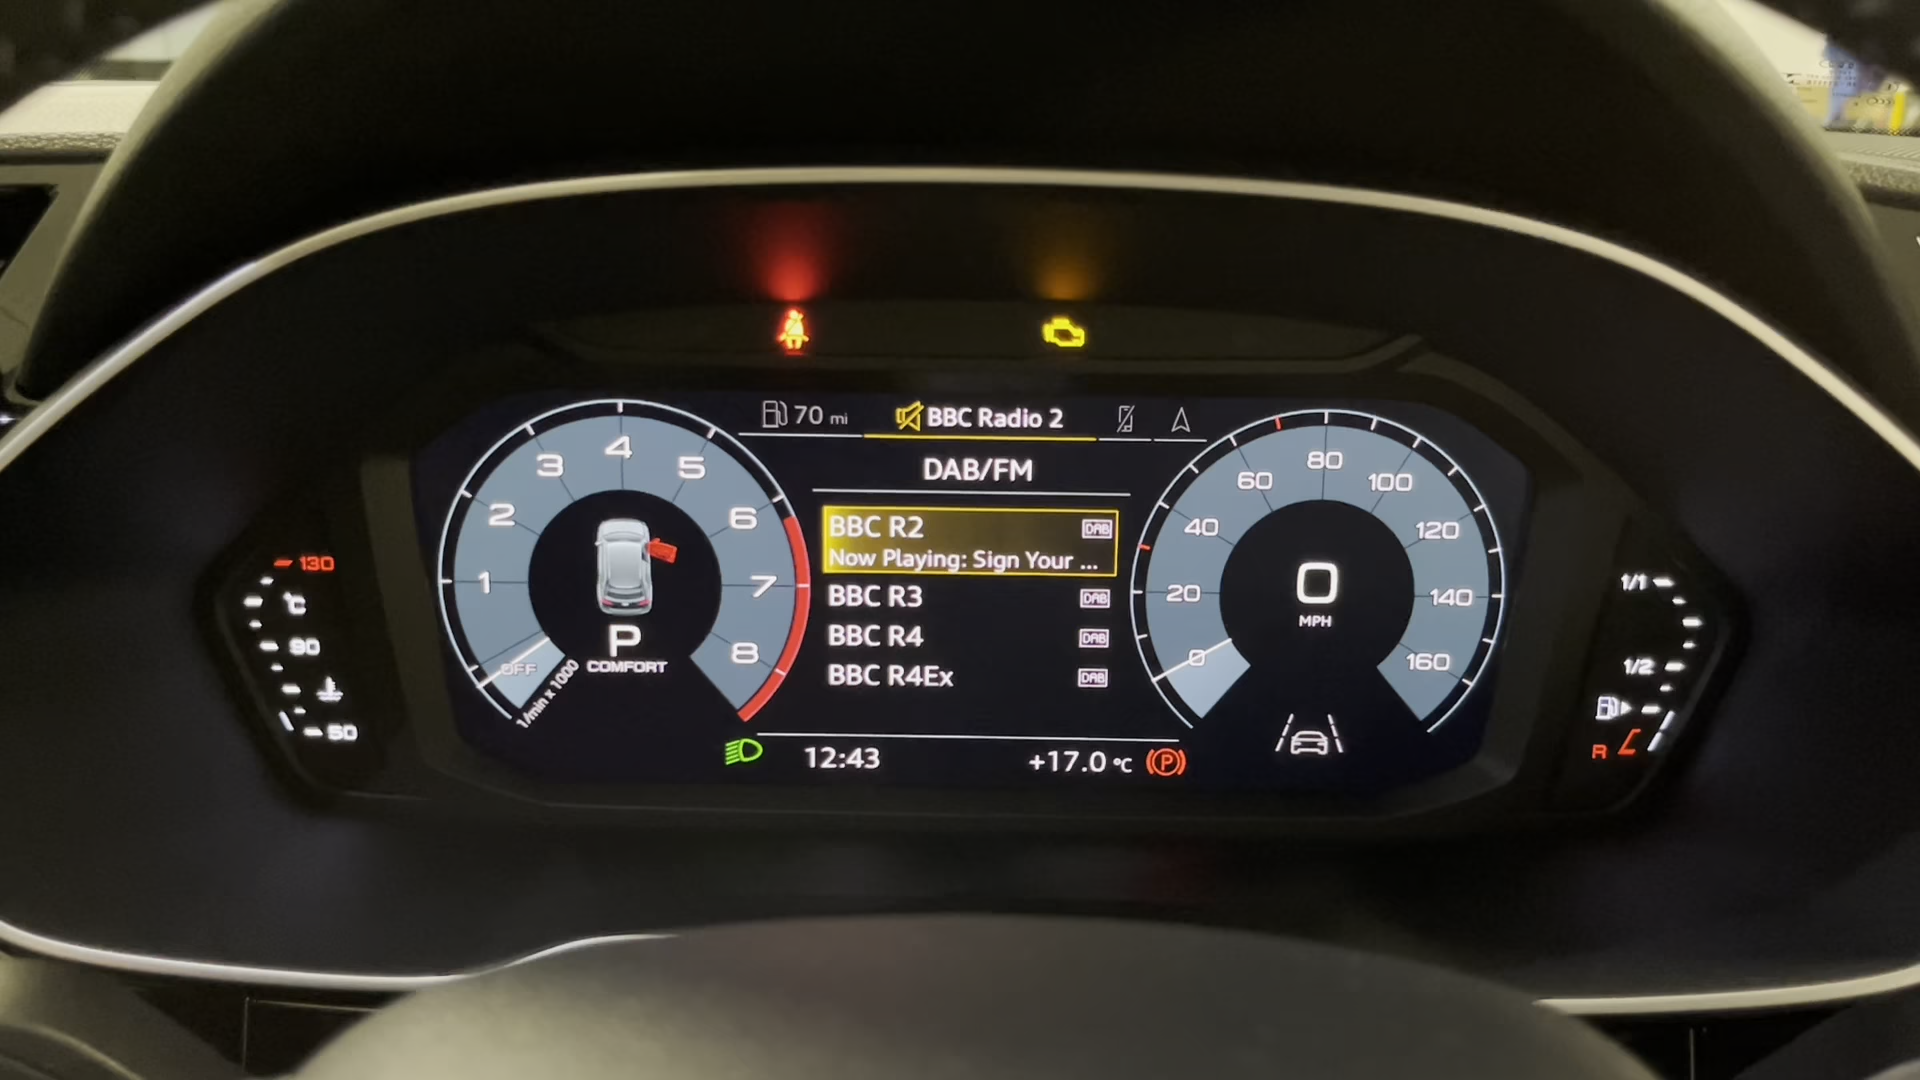 70 mi
BBC Radio 2
DAB/FM
BBC R2 DAB
Now Playing: Sign Your ...
BBC R3 DAB
BBC R4 DAB
BBC R4Ex DAB
12:43
+17.0 °C
P
OFF
1
2
3
4
5
6
7
8
1/min x 1000
P
COMFORT
0
20
40
60
80
100
120
140
160
0
MPH
130
°C
90
50
1/1
1/2
R